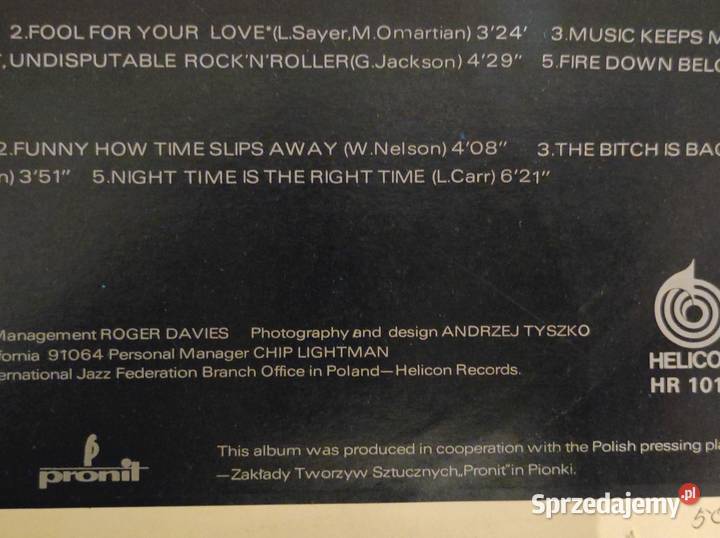 2.FOOL FOR YOUR LOVE"(L.Sayer,M.Omartian) 3'24' 3.MUSIC KEEPS M
,UNDISPUTABLE ROCK'N'ROLLER(G.Jackson) 4'29" 5.FIRE DOWN BELO
2.FUNNY HOW TIME SLIPS AWAY (W.Nelson) 4'08" 3.THE BITCH IS BAC
n) 3'51" 5.NIGHT TIME IS THE RIGHT TIME (L.Carr) 6'21"
Management ROGER DAVIES Photography and design ANDRZEJ TYSZKO
fornia 91064 Personal Manager CHIP LIGHTMAN
ernational Jazz Federation Branch Office in Poland—Helicon Records.
HELICO
HR 101
pronit
This album was produced in cooperation with the Polish pressing pla
—Zakłady Tworzyw Sztucznych„Pronit"in Pionki.
Sprzedajemy.pl